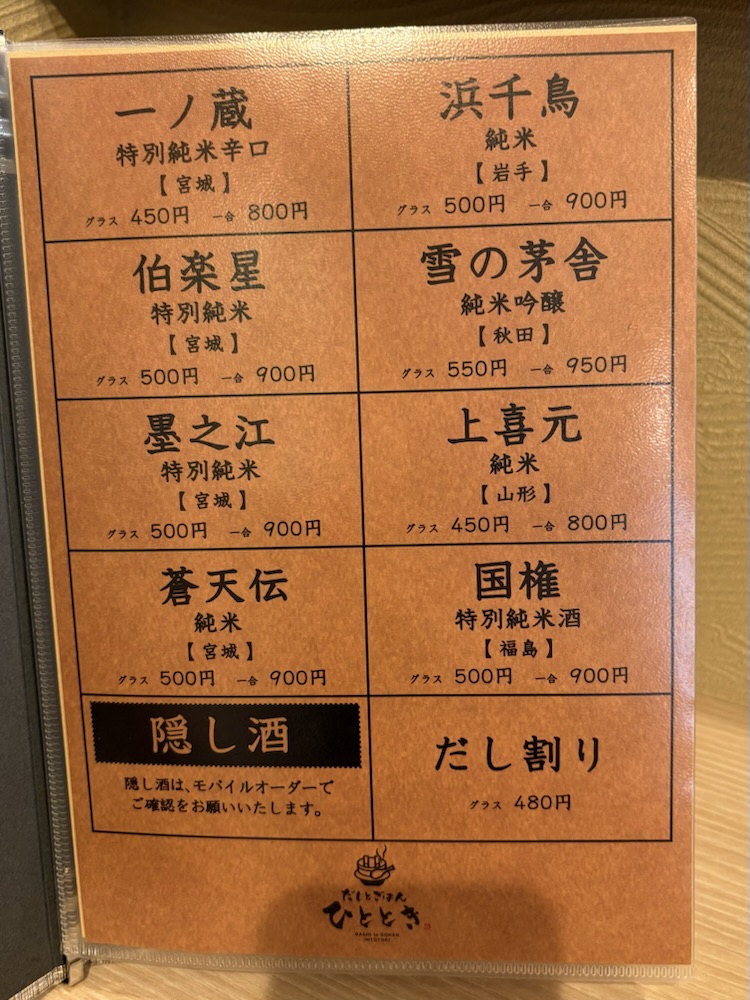 一ノ蔵
特別純米辛口
【宮城】
グラス 450円 一合 800円
浜千鳥
純米
【岩手】
グラス 500円 一合 900円
伯楽星
特別純米
【宮城】
グラス 500円 一合 900円
雪の茅舎
純米吟醸
【秋田】
グラス 550円 一合 950円
墨之江
特別純米
【宮城】
グラス 500円 一合 900円
上喜元
純米
【山形】
グラス 450円 一合 800円
蒼天伝
純米
【宮城】
グラス 500円 一合 900円
国権
特別純米酒
【福島】
グラス 500円 一合 900円
隠し酒
隠し酒は、モバイルオーダーで
ご確認をお願いいたします。
だし割り
グラス 480円
だしとごはん
ひととき
DASHI to GOHAN
HITOTOKI